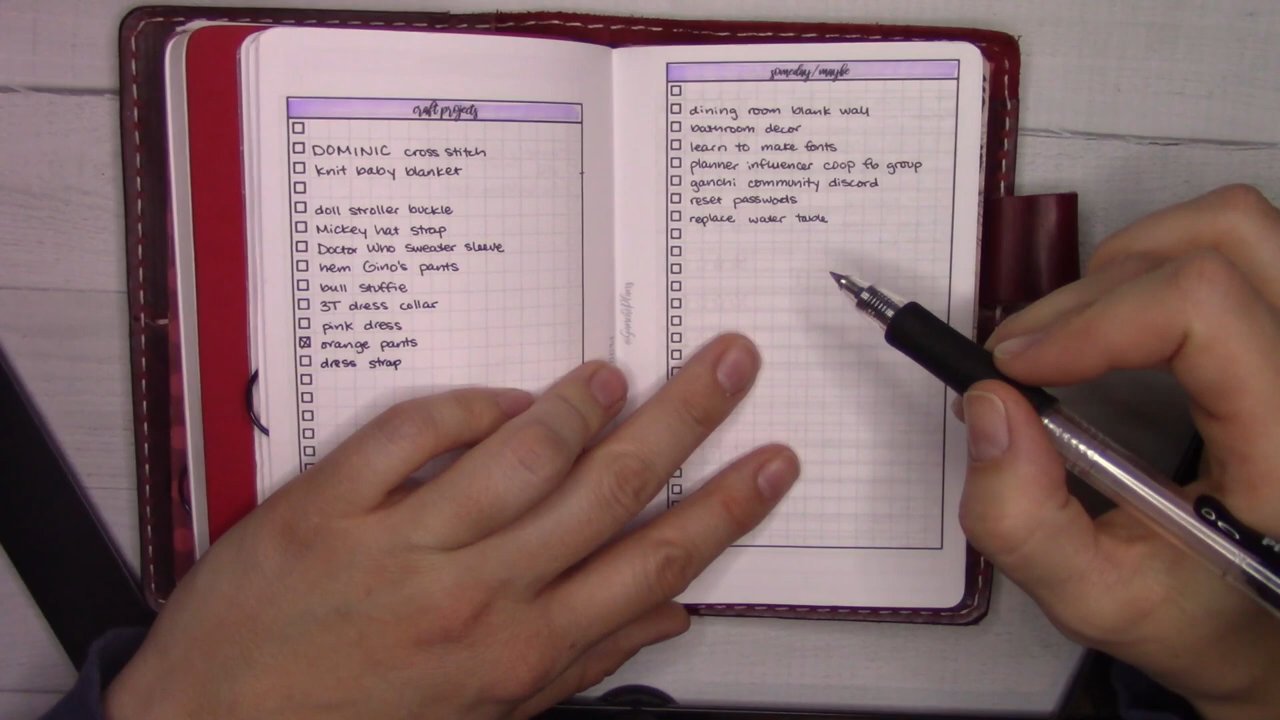 craft projects
DOMINIC cross stitch
knit baby blanket
doll stroller buckle
Mickey hat strap
Doctor Who sweater sleeve
hem Gino's pants
bull stuffie
3T dress collar
pink dress
orange pants
dress strap
someday/maybe
dining room blank wall
bathroom decor
learn to make fonts
planner influencer coop fb group
ganchi community discord
reset passwords
replace water table